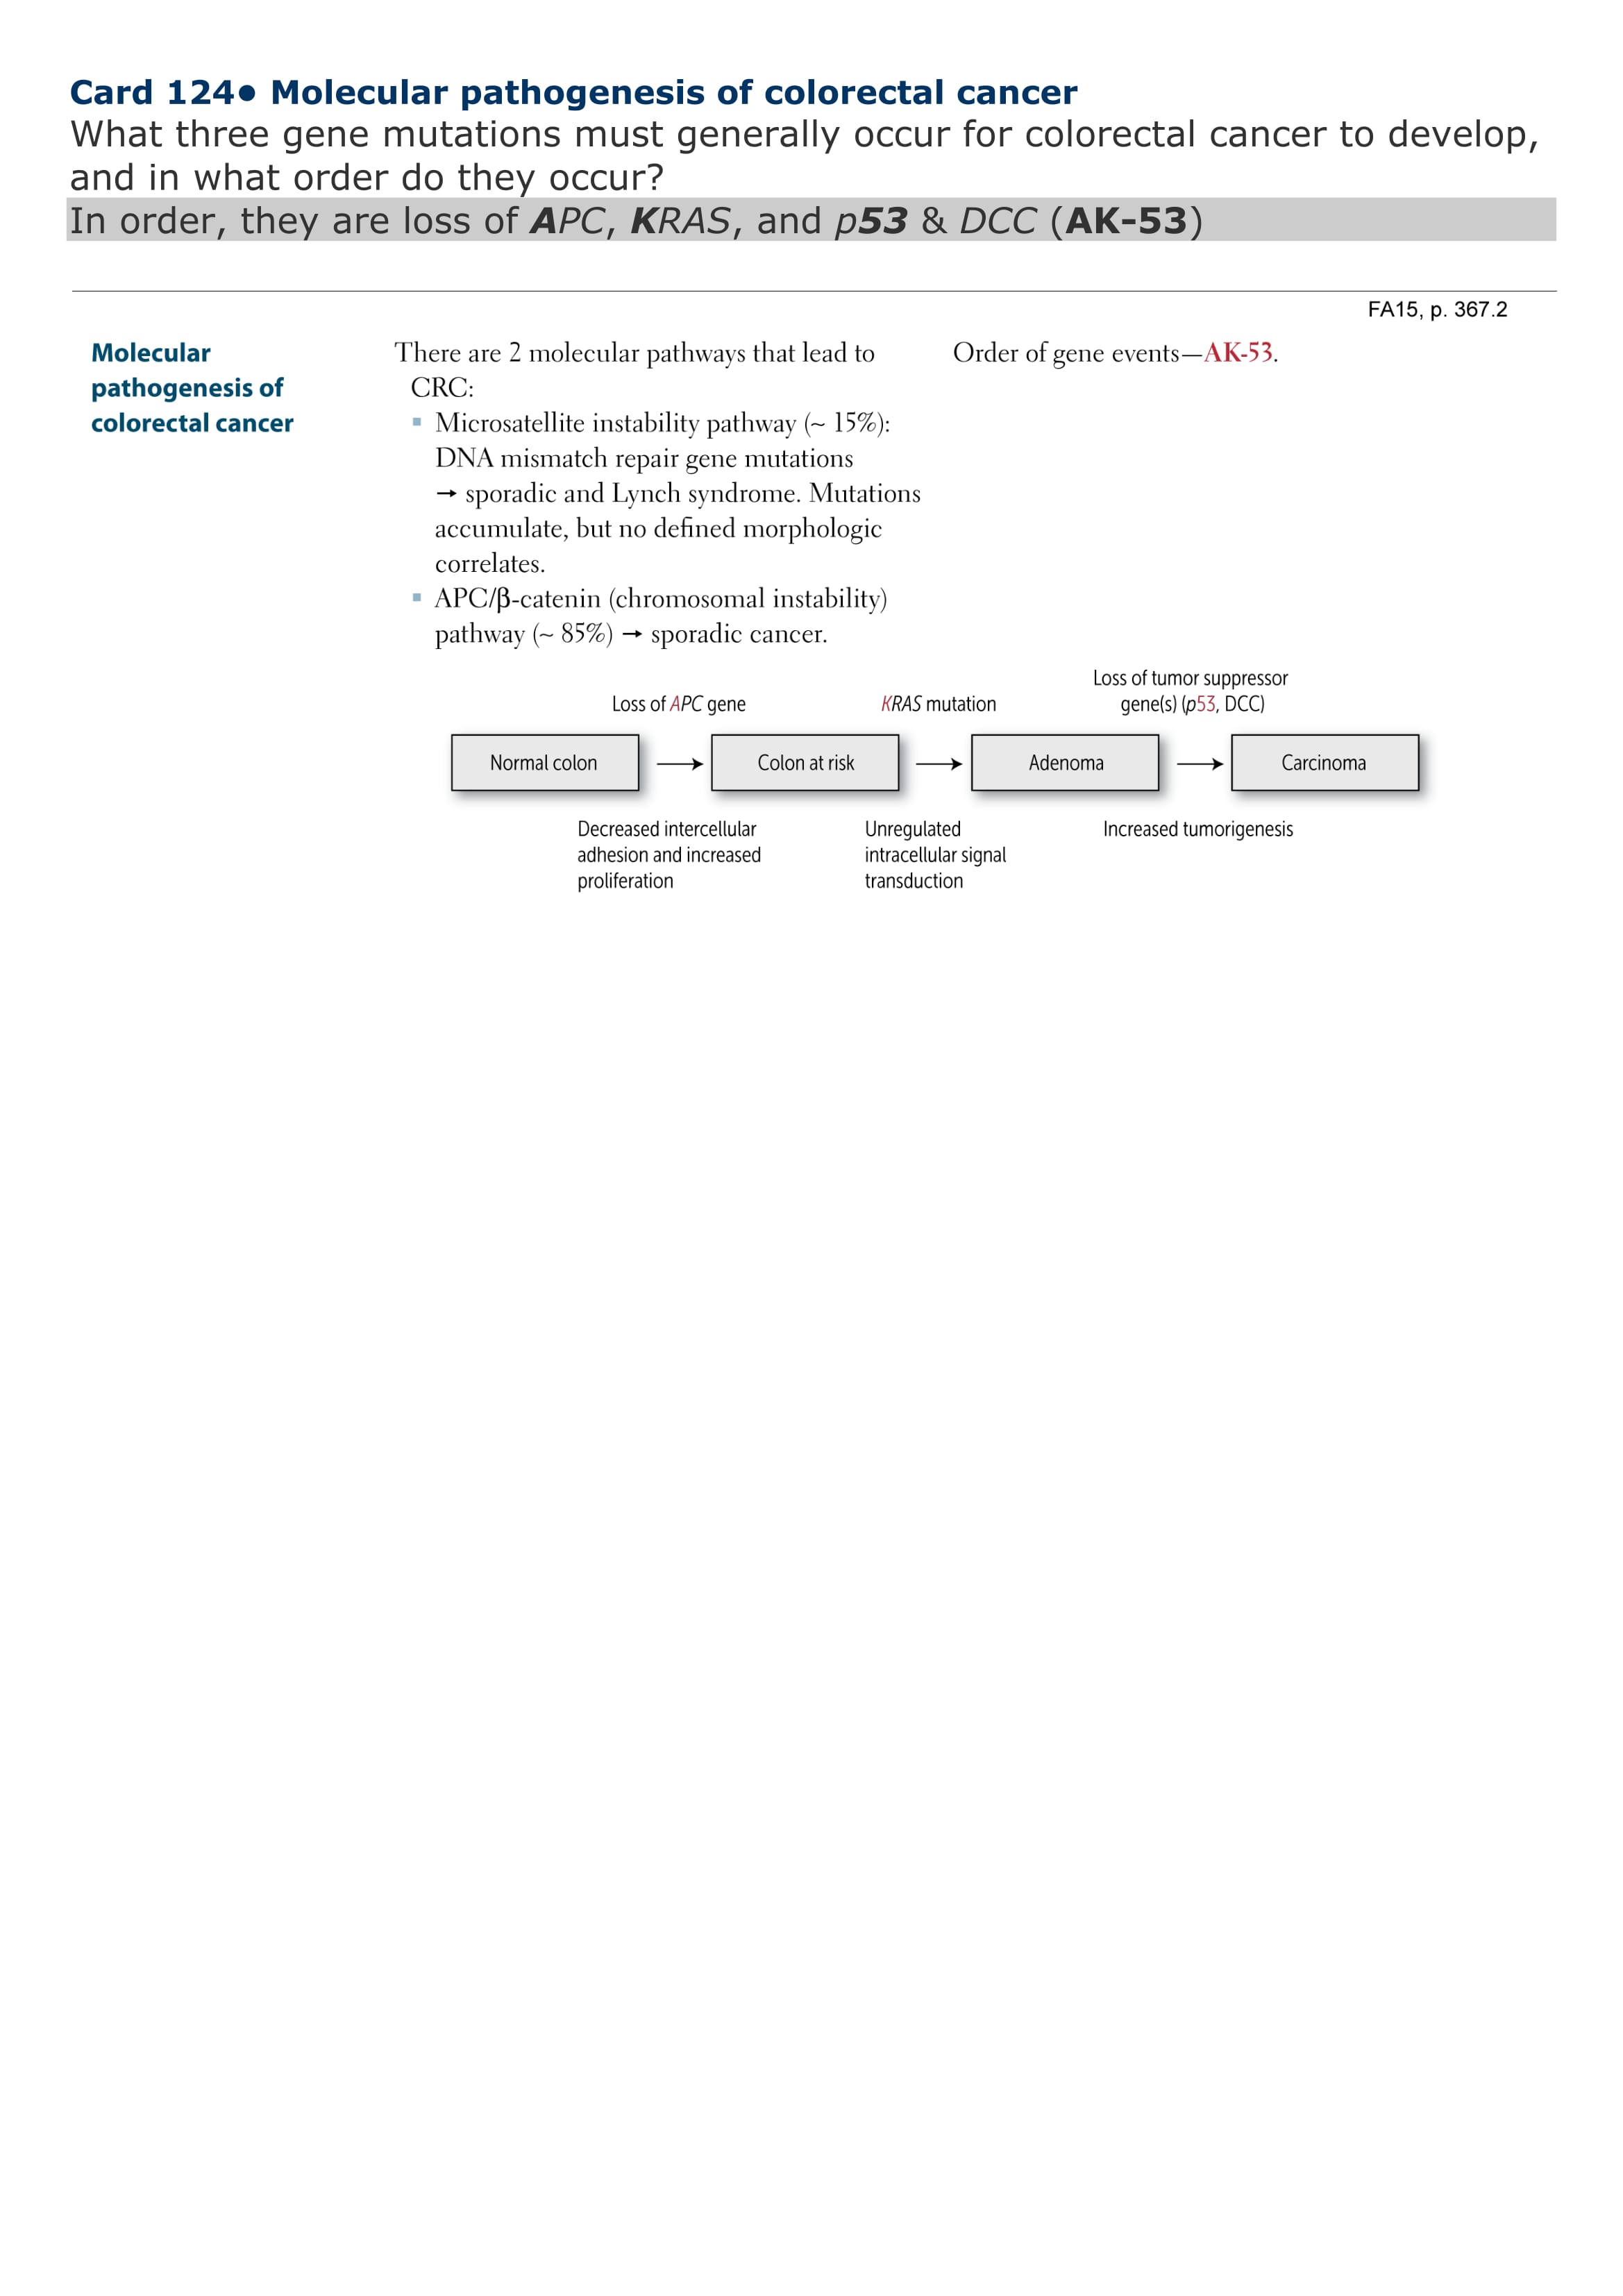 Card 124● Molecular pathogenesis of colorectal cancer
What three gene mutations must generally occur for colorectal cancer to develop,
and in what order do they occur?
In order, they are loss of APC, KRAS, and p53 & DCC (AK-53)
FA15, p. 367.2
Molecular
pathogenesis of
colorectal cancer
There are 2 molecular pathways that lead to
CRC:
▪ Microsatellite instability pathway (~ 15%):
DNA mismatch repair gene mutations
→ sporadic and Lynch syndrome. Mutations
accumulate, but no defined morphologic
correlates.
▪ APC/β-catenin (chromosomal instability)
pathway (~ 85%) → sporadic cancer.
Order of gene events—AK-53.
Loss of APC gene
KRAS mutation
Loss of tumor suppressor
gene(s) (p53, DCC)
Normal colon
Colon at risk
Adenoma
Carcinoma
Decreased intercellular
adhesion and increased
proliferation
Unregulated
intracellular signal
transduction
Increased tumorigenesis